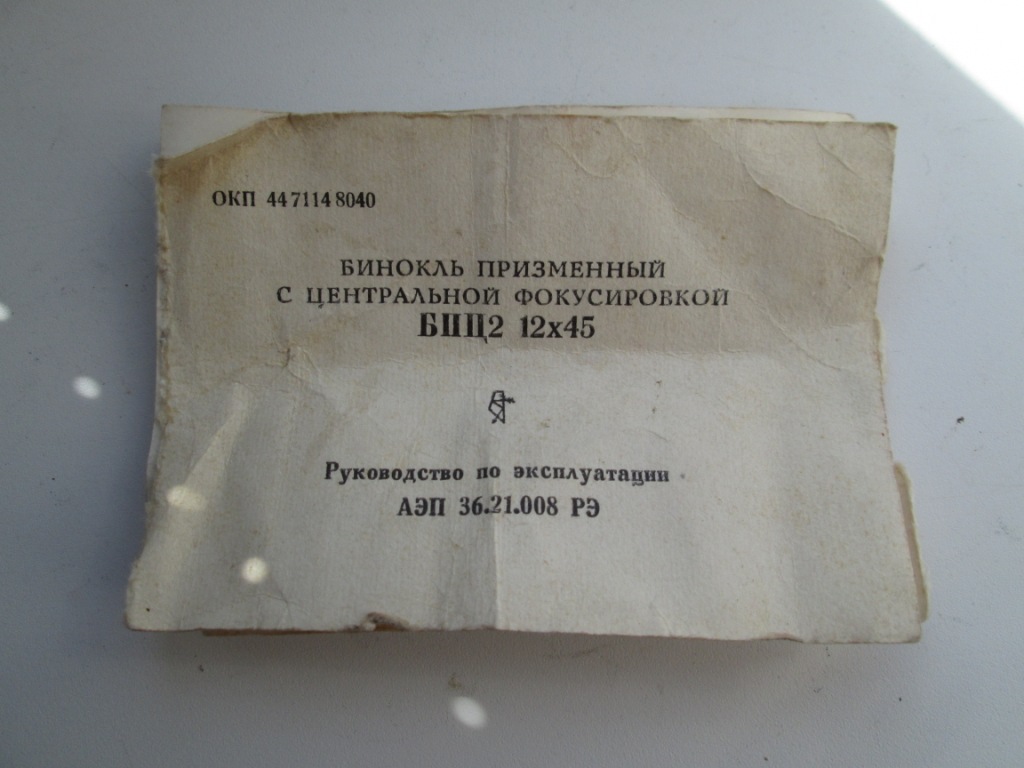 ОКП 44 7114 8040
БИНОКЛЬ ПРИЗМЕННЫЙ
С ЦЕНТРАЛЬНОЙ ФОКУСИРОВКОЙ
БПЦ2 12х45
Руководство по эксплуатации
АЭП 36.21.008 РЭ